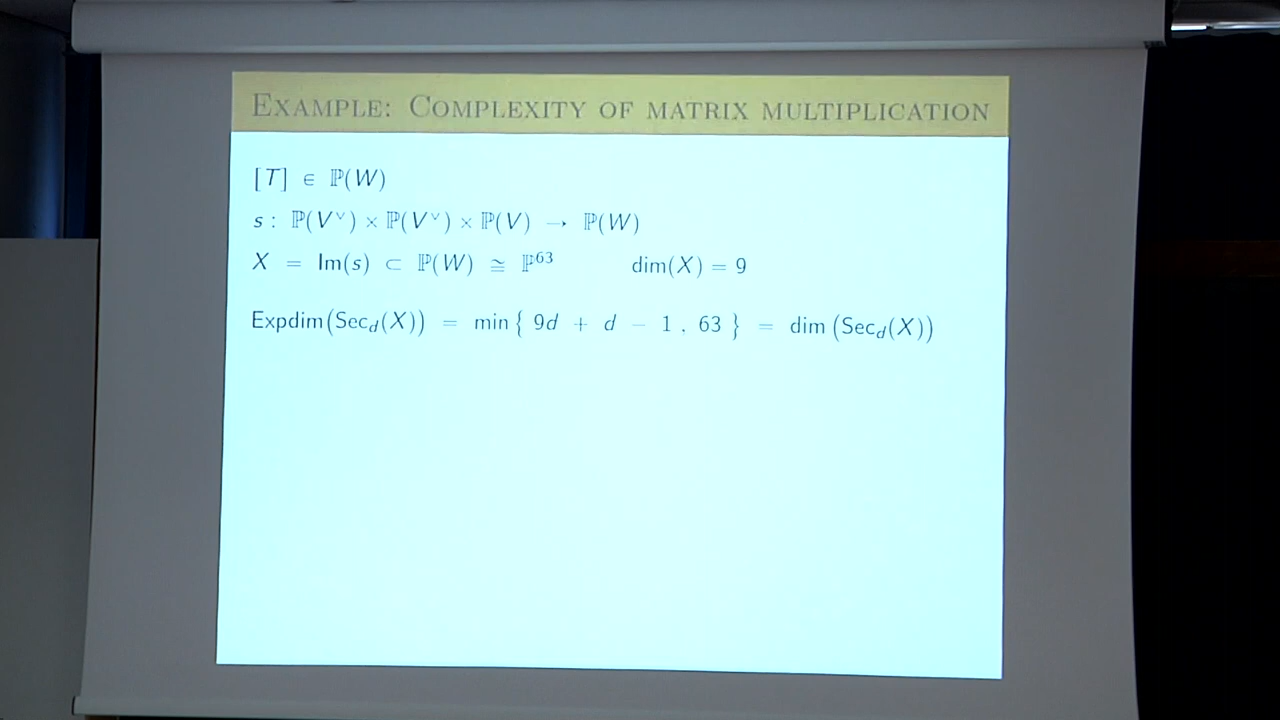 EXAMPLE: COMPLEXITY OF MATRIX MULTIPLICATION
[T] ∈ ℙ(W)
s : ℙ(V^∨) × ℙ(V^∨) × ℙ(V) → ℙ(W)
X = Im(s) ⊂ ℙ(W) ≅ ℙ^63 dim(X) = 9
Expdim(Sec_d(X)) = min{ 9d + d − 1 , 63 } = dim (Sec_d(X))